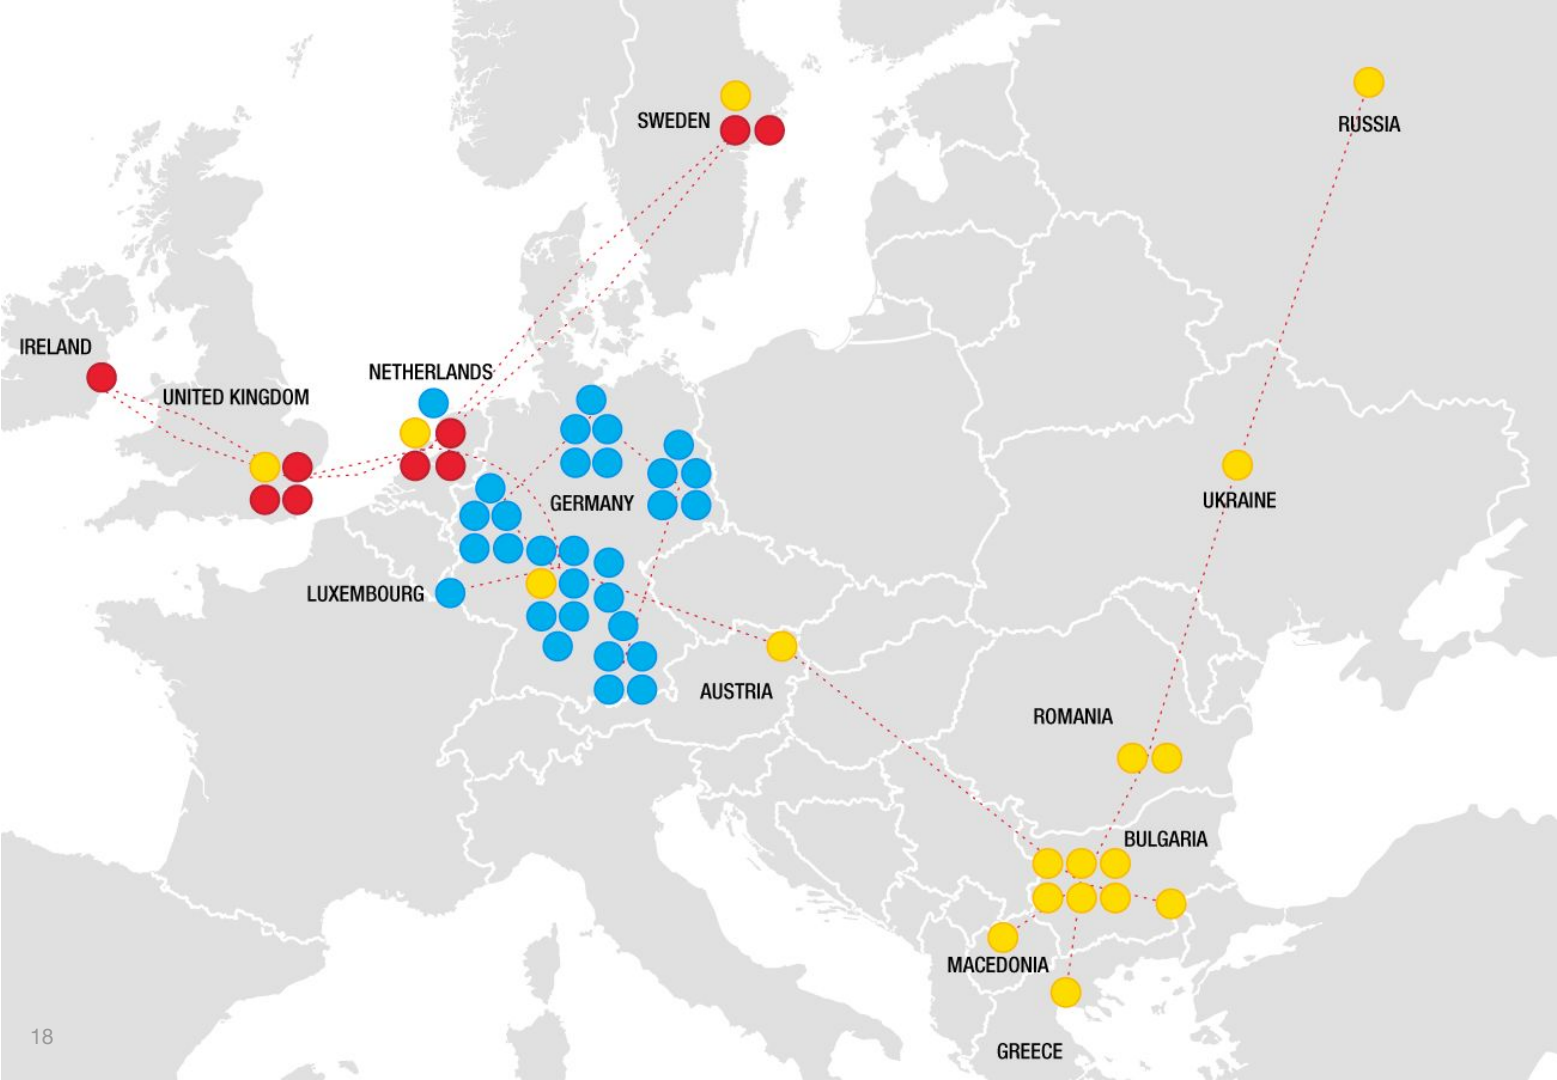 SWEDEN
RUSSIA
IRELAND
NETHERLANDS
UNITED KINGDOM
GERMANY
UKRAINE
LUXEMBOURG
AUSTRIA
ROMANIA
BULGARIA
MACEDONIA
GREECE
18